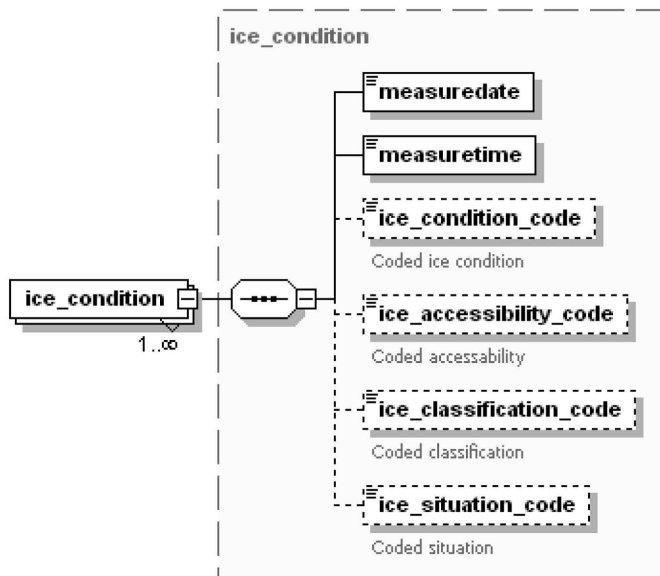 ice_condition
measuredate
measuretime
ice_condition_code
Coded ice condition
ice_condition
1..∞
ice_accessibility_code
Coded accessability
ice_classification_code
Coded classification
ice_situation_code
Coded situation